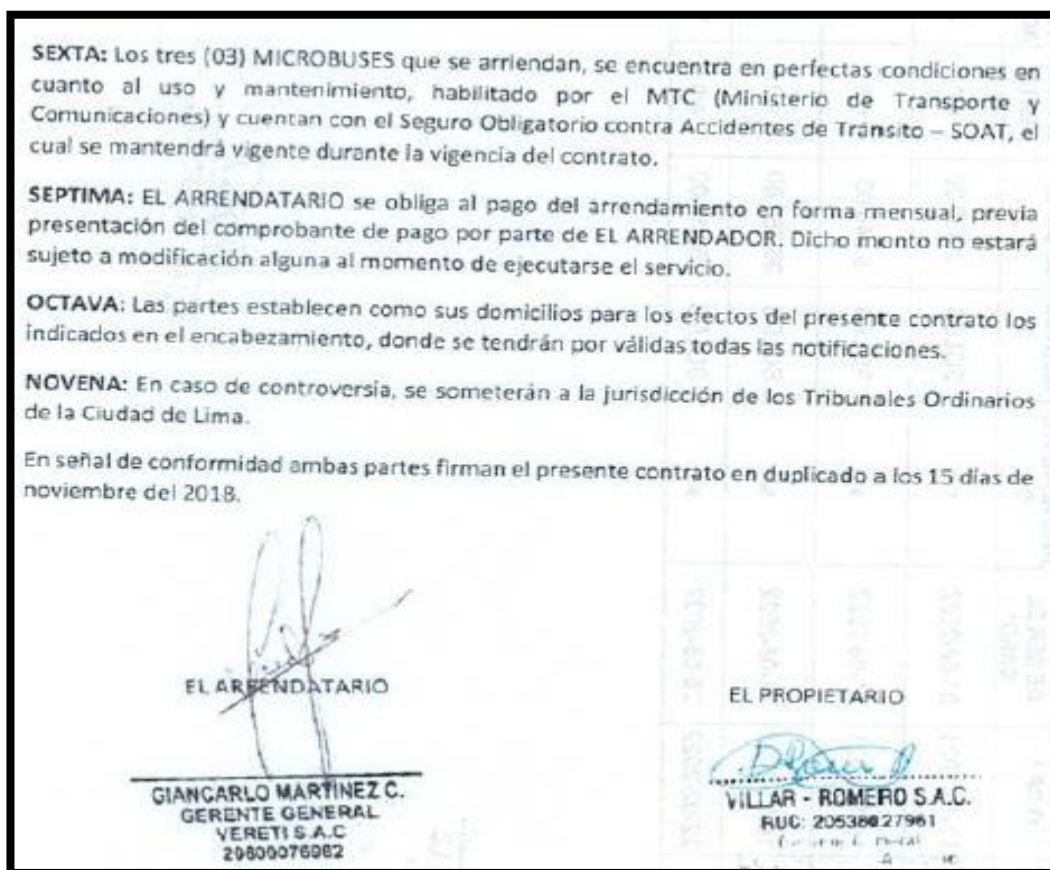 SEXTA: Los tres (03) MICROBUSES que se arriendan, se encuentra en perfectas condiciones en
cuanto al uso y mantenimiento, habilitado por el MTC (Ministerio de Transporte y
Comunicaciones) y cuentan con el Seguro Obligatorio contra Accidentes de Tránsito – SOAT, el
cual se mantendrá vigente durante la vigencia del contrato.
SEPTIMA: EL ARRENDATARIO se obliga al pago del arrendamiento en forma mensual, previa
presentación del comprobante de pago por parte de EL ARRENDADOR. Dicho monto no estará
sujeto a modificación alguna al momento de ejecutarse el servicio.
OCTAVA: Las partes establecen como sus domicilios para los efectos del presente contrato los
indicados en el encabezamiento, donde se tendrán por válidas todas las notificaciones.
NOVENA: En caso de controversia, se someterán a la jurisdicción de los Tribunales Ordinarios
de la Ciudad de Lima.
En señal de conformidad ambas partes firman el presente contrato en duplicado a los 15 días de
noviembre del 2018.
EL ARRENDATARIO
GIANCARLO MARTINEZ C.
GERENTE GENERAL
VERETI S.A.C
EL PROPIETARIO
VILLAR - ROMERO S.A.C.
RUC: